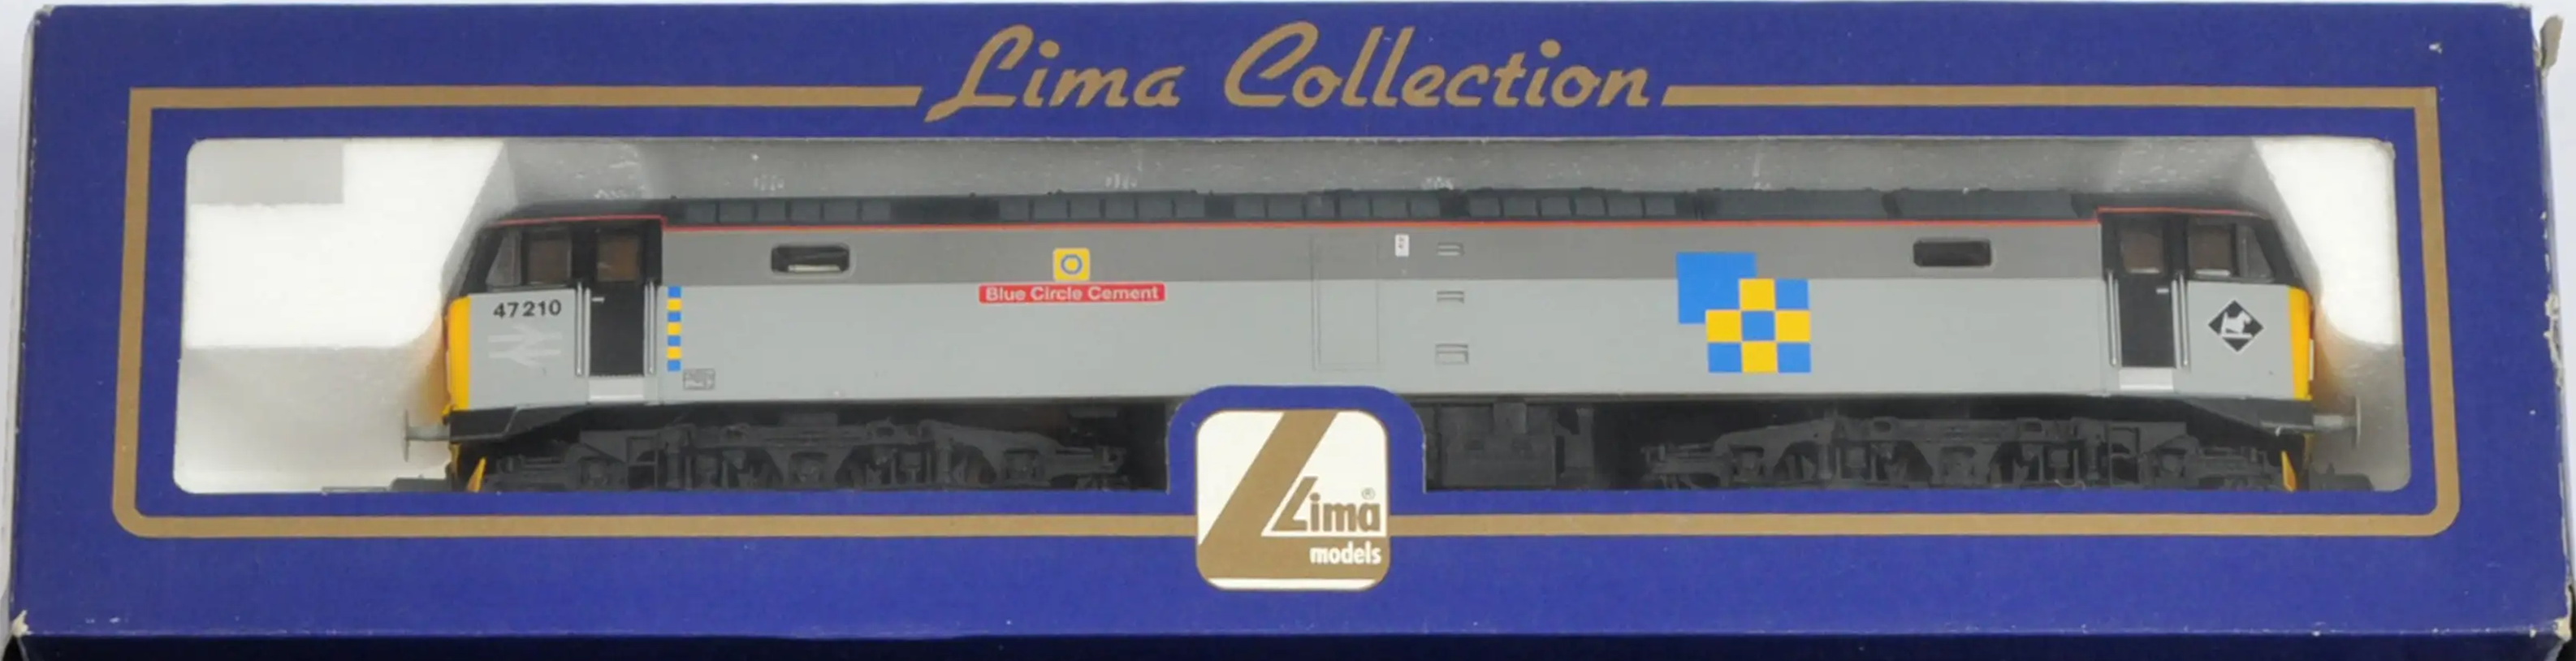 Lima Collection
47210
Blue Circle Cement
Lima®
models